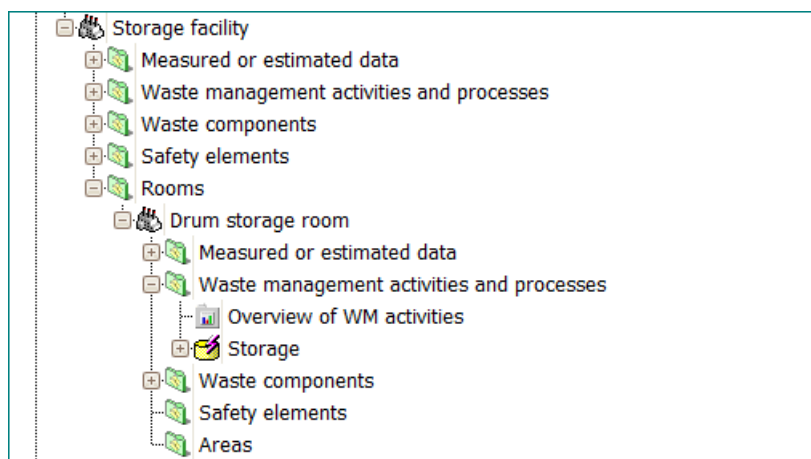 Storage facility
Measured or estimated data
Waste management activities and processes
Waste components
Safety elements
Rooms
Drum storage room
Measured or estimated data
Waste management activities and processes
Overview of WM activities
Storage
Waste components
Safety elements
Areas